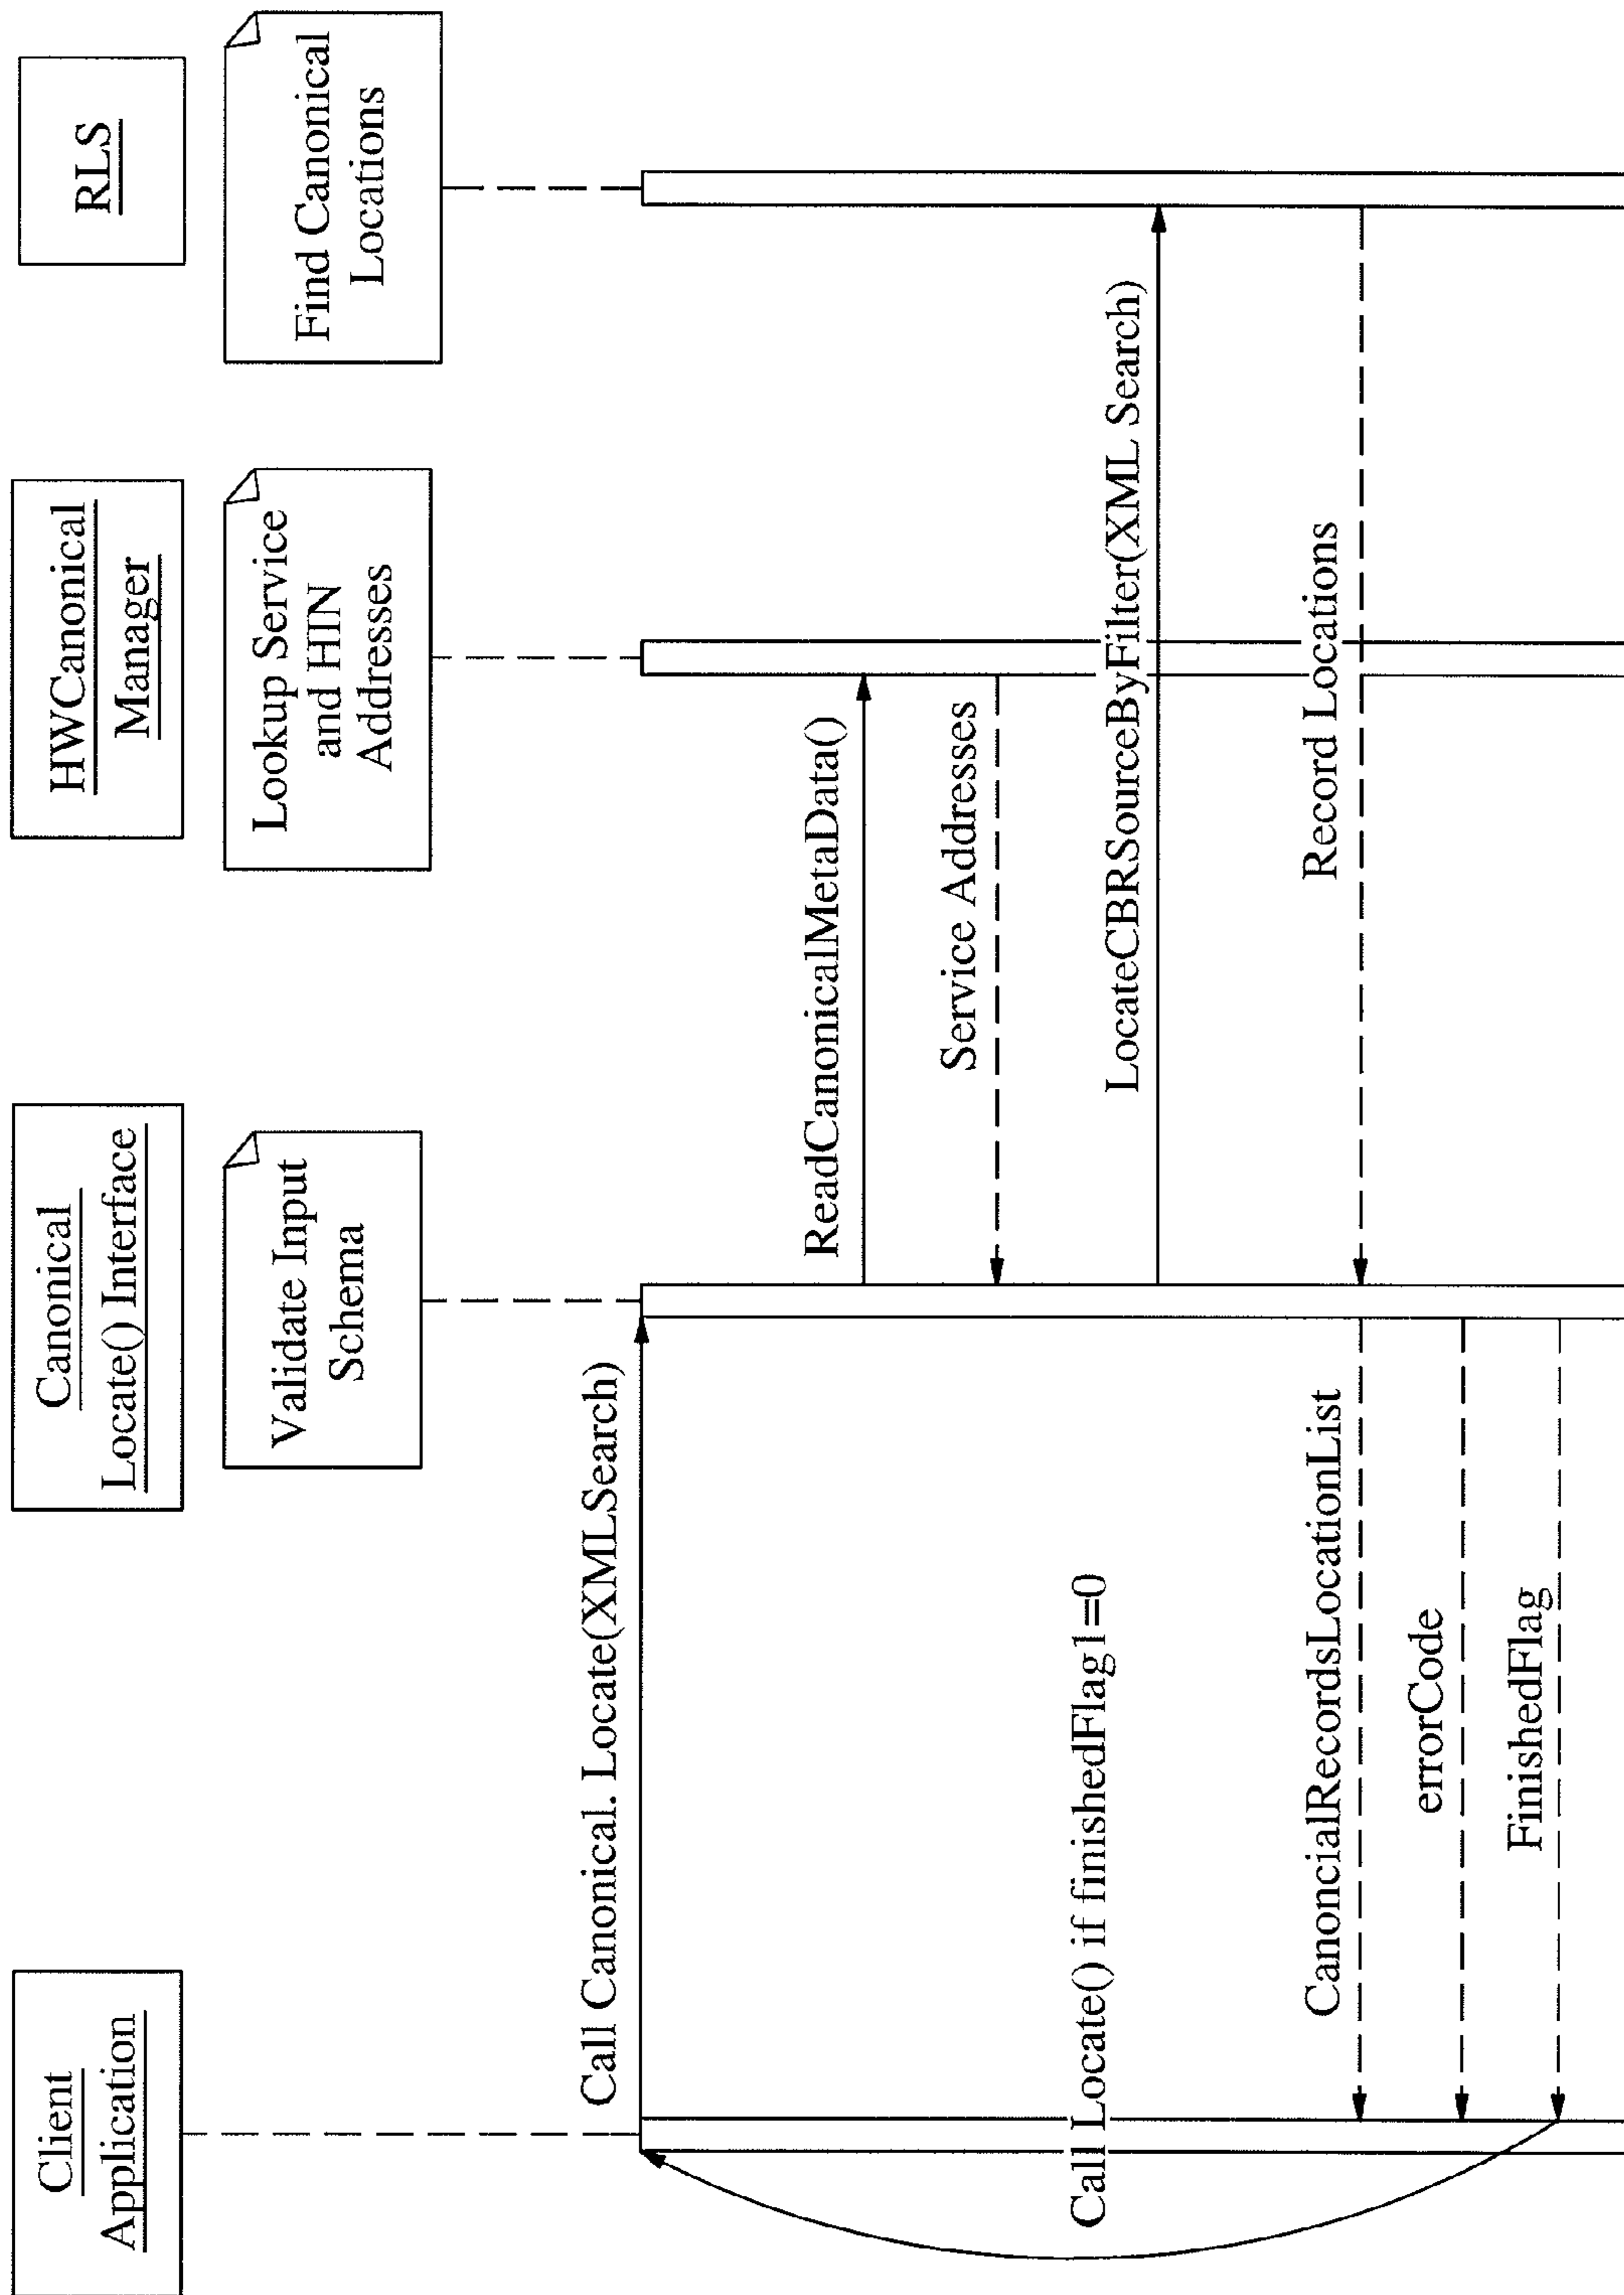 Client
Application
Canonical
Locate() Interface
HWCanonical
Manager
RLS
Validate Input
Schema
Lookup Service
and HIN
Addresses
Find Canonical
Locations
Call Canonical. Locate(XMLSearch)
ReadCanonicalMetaData()
Service Addresses
Call Locate() if finishedFlag1=0
LocateCBRSourceByFilter(XML Search)
CanoncialRecordsLocationList
Record Locations
errorCode
FinishedFlag